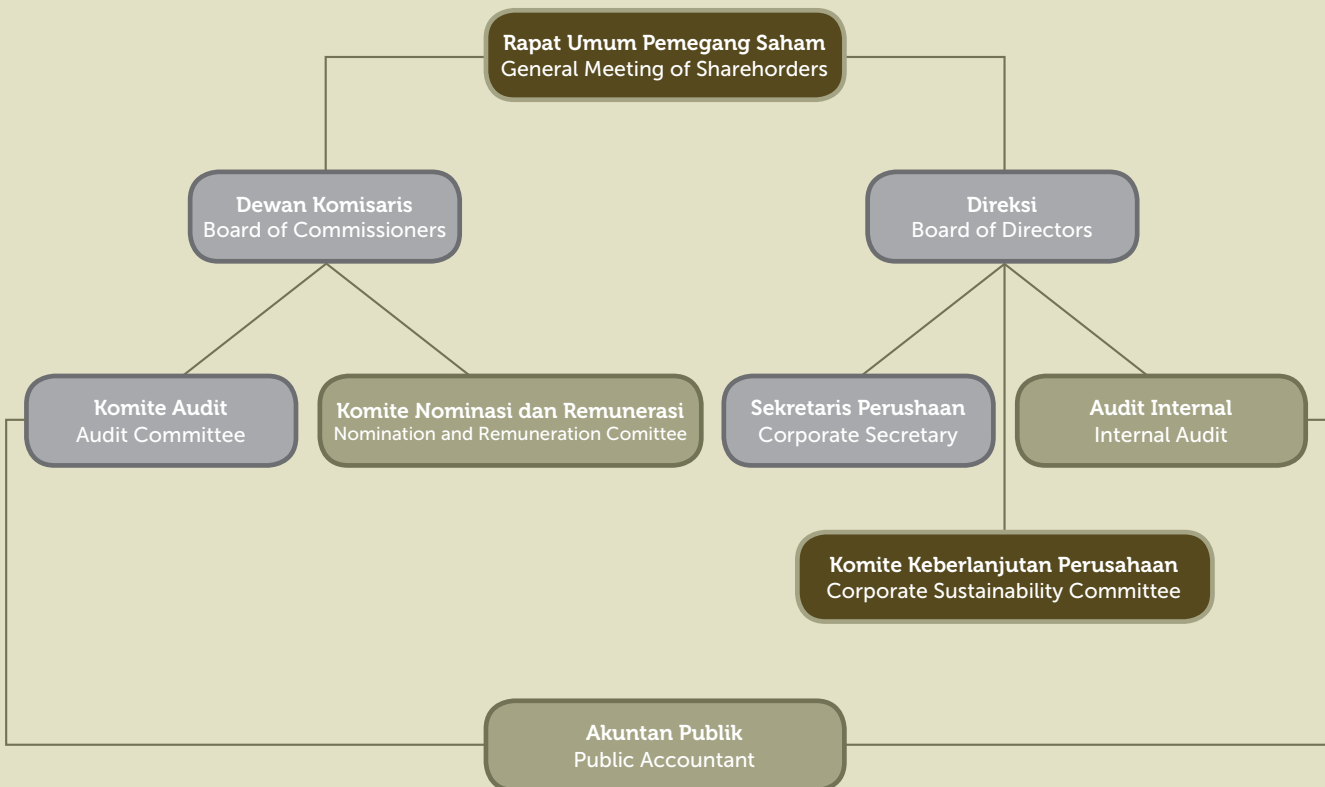 Rapat Umum Pemegang Saham
General Meeting of Sharehorders
Dewan Komisaris
Board of Commissioners
Direksi
Board of Directors
Komite Audit
Audit Committee
Komite Nominasi dan Remunerasi
Nomination and Remuneration Comittee
Sekretaris Perushaan
Corporate Secretary
Audit Internal
Internal Audit
Komite Keberlanjutan Perusahaan
Corporate Sustainability Committee
Akuntan Publik
Public Accountant